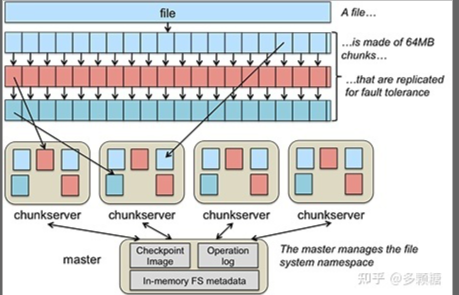 file
A file…
…is made of 64MB
chunks…
…that are replicated
for fault tolerance
chunkserver
chunkserver
chunkserver
chunkserver
master
Checkpoint
Image
Operation
log
In-memory FS metadata
The master manages the file
system namespace
知乎 @多颗糖